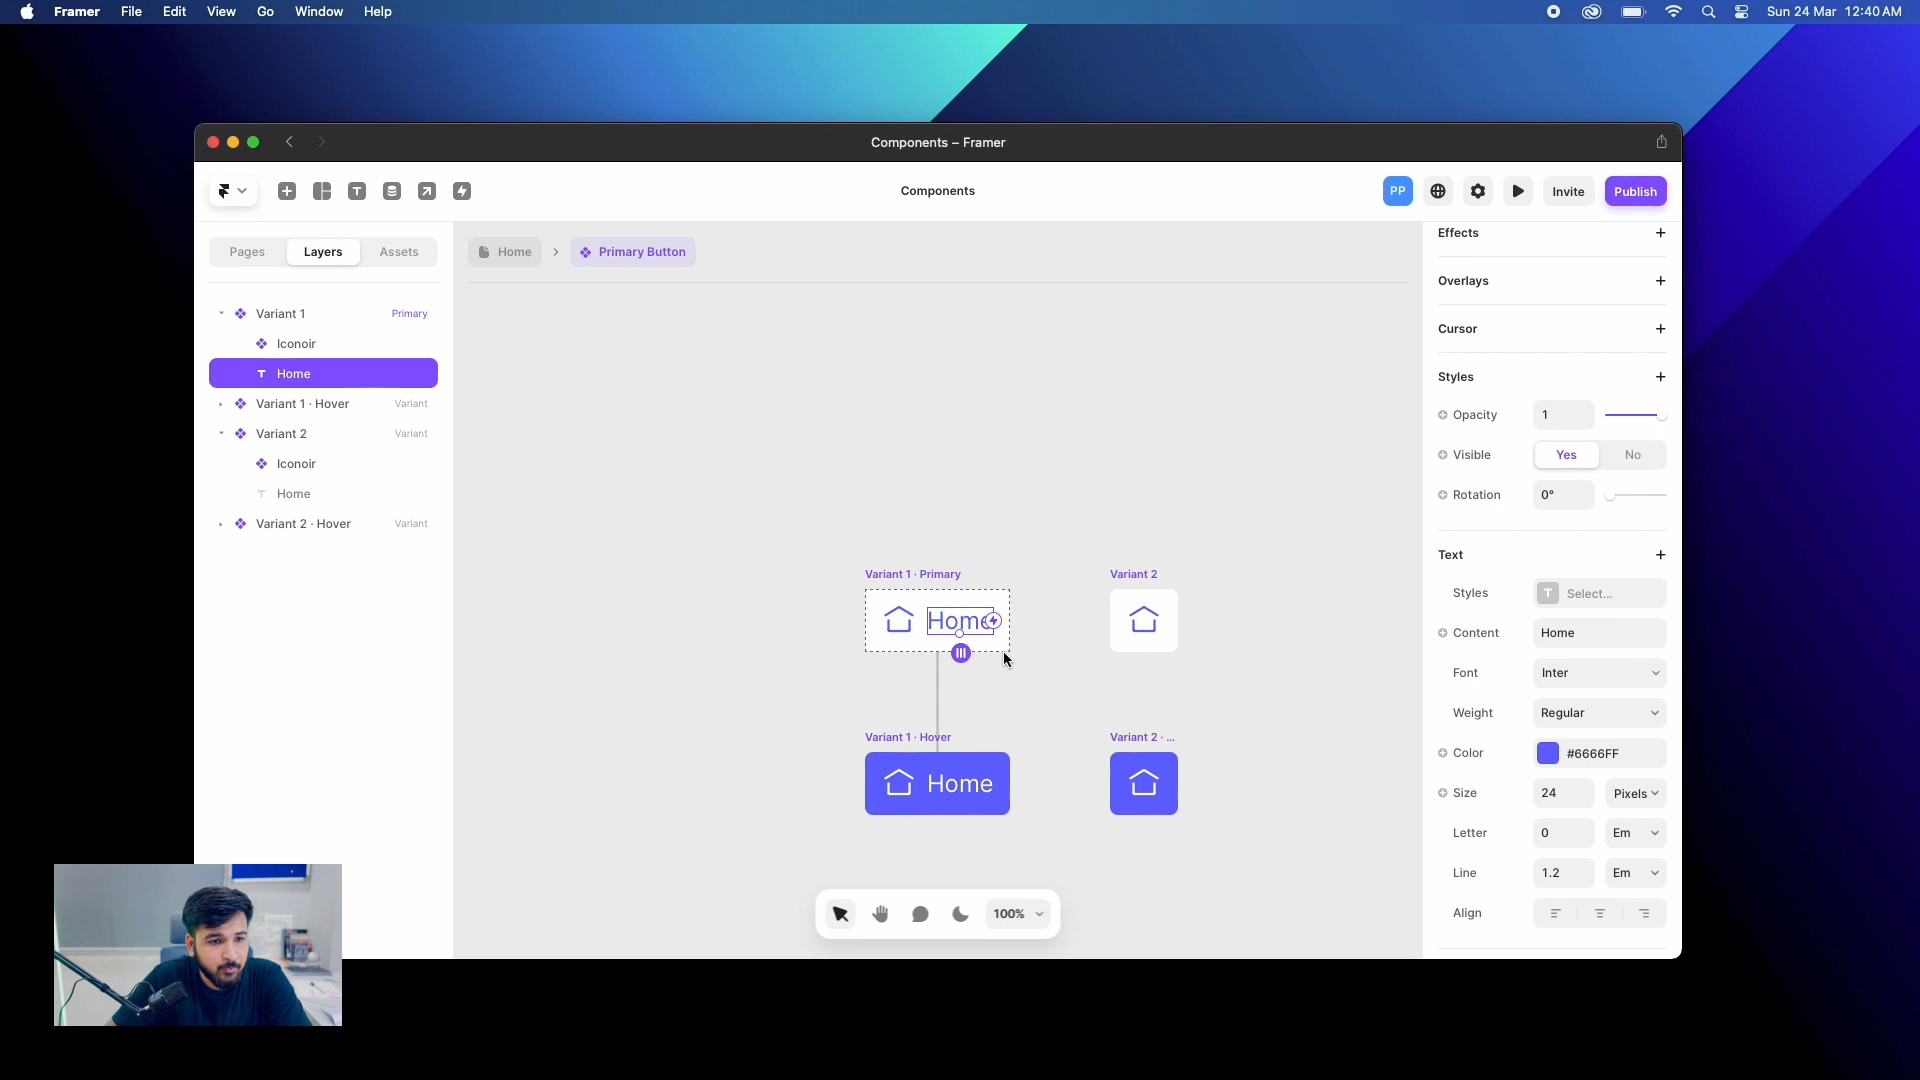 Framer File Edit View Go Window Help Sun 24 Mar 12:40 AM
Components – Framer
Components PP Invite Publish
Pages Layers Assets
Home Primary Button
Variant 1 Primary
Iconoir
Home
Variant 1 · Hover Variant
Variant 2 Variant
Iconoir
Home
Variant 2 · Hover Variant
Variant 1 · Primary
Home
Variant 2
Variant 1 · Hover
Home
Variant 2 · ...
100%
Effects
Overlays
Cursor
Styles
Opacity 1
Visible Yes No
Rotation 0°
Text
Styles T Select...
Content Home
Font Inter
Weight Regular
Color #6666FF
Size 24 Pixels
Letter 0 Em
Line 1.2 Em
Align